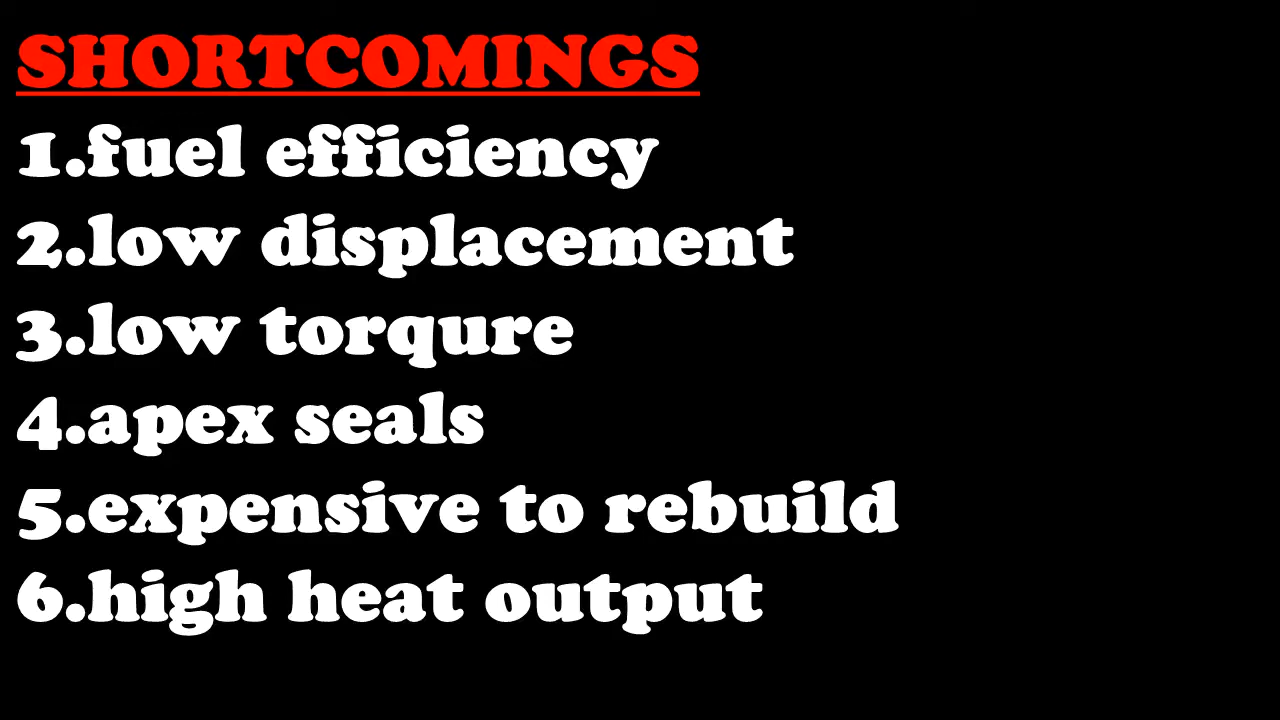 SHORTCOMINGS
1.fuel efficiency
2.low displacement
3.low torqure
4.apex seals
5.expensive to rebuild
6.high heat output